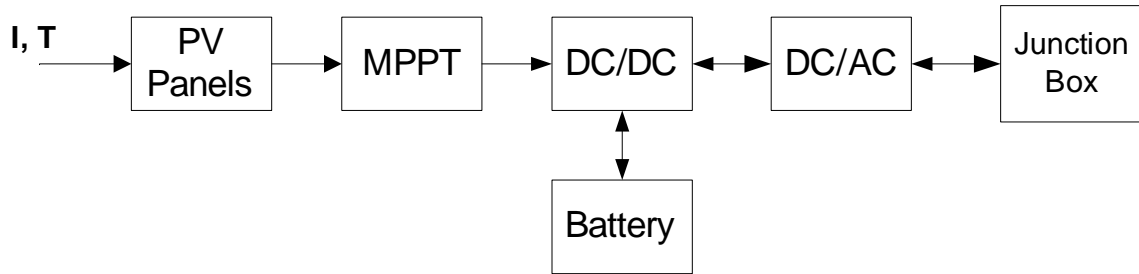 I, T
PV
Panels
MPPT
DC/DC
DC/AC
Junction
Box
Battery